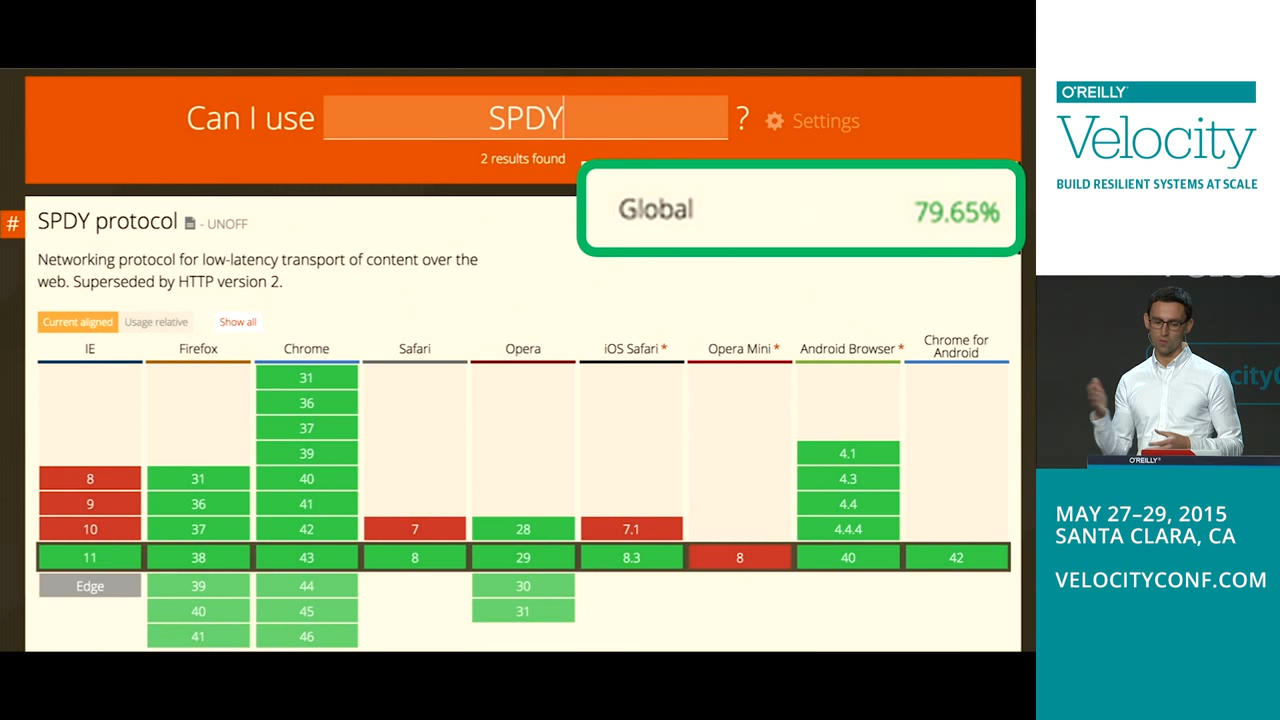 Can I use SPDY ? Settings
2 results found
Global 79.65%
# SPDY protocol - UNOFF
Networking protocol for low-latency transport of content over the
web. Superseded by HTTP version 2.
Current aligned Usage relative Show all
IE Firefox Chrome Safari Opera iOS Safari * Opera Mini * Android Browser * Chrome for Android
31
36
37
39 4.1
8 31 40 4.3
9 36 41 4.4
10 37 42 7 28 7.1 4.4.4
11 38 43 8 29 8.3 8 40 42
Edge 39 44 30
40 45 31
41 46
O'REILLY®
Velocity
BUILD RESILIENT SYSTEMS AT SCALE
O'REILLY®
MAY 27–29, 2015
SANTA CLARA, CA
VELOCITYCONF.COM